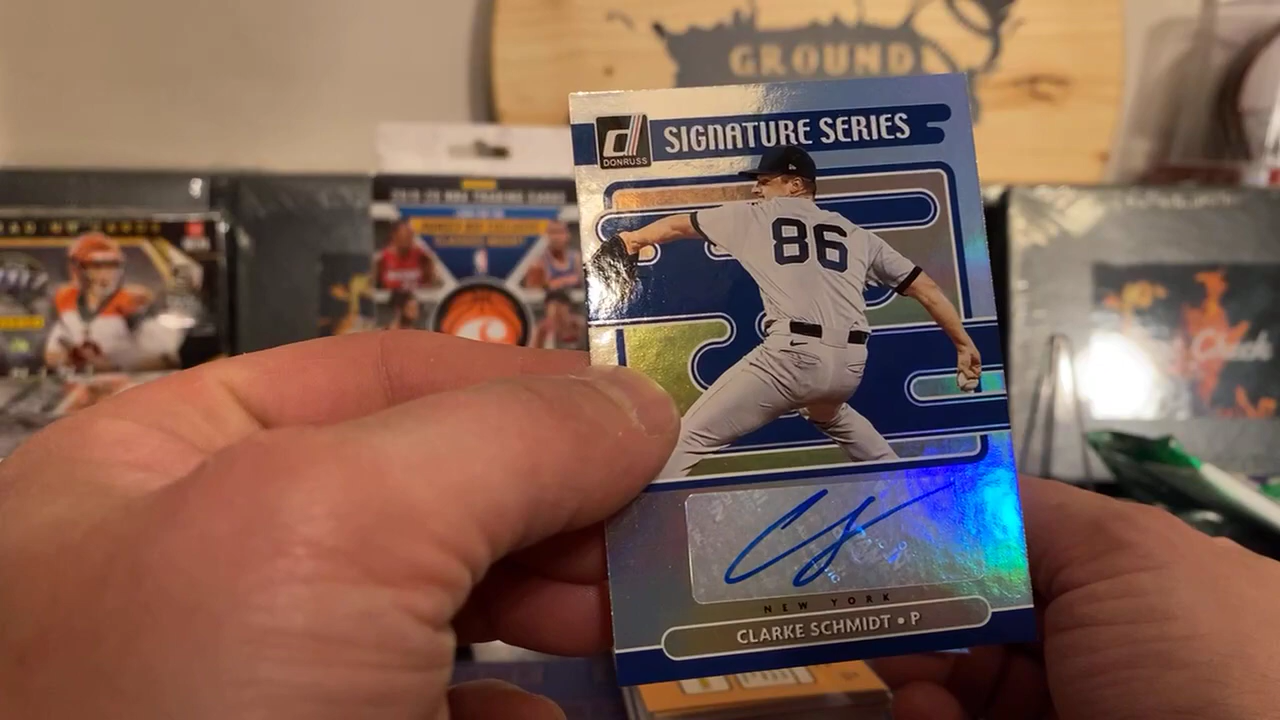 GROUND
DONRUSS
SIGNATURE SERIES
86
NEW YORK
CLARKE SCHMIDT • P